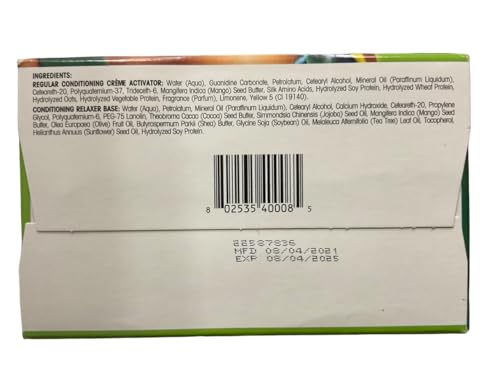 INGREDIENTS:
REGULAR CONDITIONING CRÈME ACTIVATOR: Water (Aqua), Guanidine Carbonate, Petrolatum, Cetearyl Alcohol, Mineral Oil (Paraffinum Liquidum),
Ceteareth-20, Polyquaternium-37, Trideceth-6, Mangifera Indica (Mango) Seed Butter, Silk Amino Acids, Hydrolyzed Soy Protein, Hydrolyzed Wheat Protein,
Hydrolyzed Oats, Hydrolyzed Vegetable Protein, Fragrance (Parfum), Limonene, Yellow 5 (CI 19140).
CONDITIONING RELAXER BASE: Water (Aqua), Petrolatum, Mineral Oil (Paraffinum Liquidum), Cetearyl Alcohol, Calcium Hydroxide, Ceteareth-20, Propylene
Glycol, Polyquaternium-6, PEG-75 Lanolin, Theobroma Cacao (Cocoa) Seed Butter, Simmondsia Chinensis (Jojoba) Seed Oil, Mangifera Indica (Mango) Seed
Butter, Olea Europaea (Olive) Fruit Oil, Butyrospermum Parkii (Shea) Butter, Glycine Soja (Soybean) Oil, Melaleuca Alternifolia (Tea Tree) Leaf Oil, Tocopherol,
Helianthus Annuus (Sunflower) Seed Oil, Hydrolyzed Soy Protein.
8 02535 40008 5
22587836
MFD 08/04/2021
EXP 08/04/2025